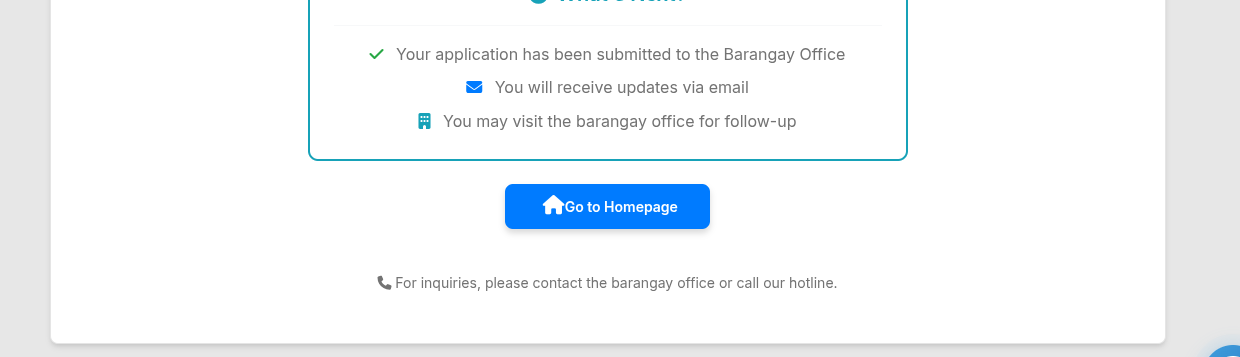 Your application has been submitted to the Barangay Office
You will receive updates via email
You may visit the barangay office for follow-up
Go to Homepage
For inquiries, please contact the barangay office or call our hotline.